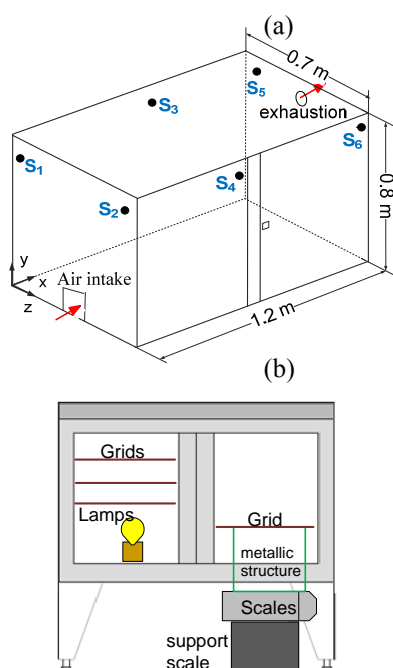 (a)
0.7 m
S5
S3
exhaustion
S6
S1
S4
S2
0.8 m
y
x
z
Air intake
1.2 m
(b)
Grids
Lamps
Grid
metallic
structure
Scales
support
scale